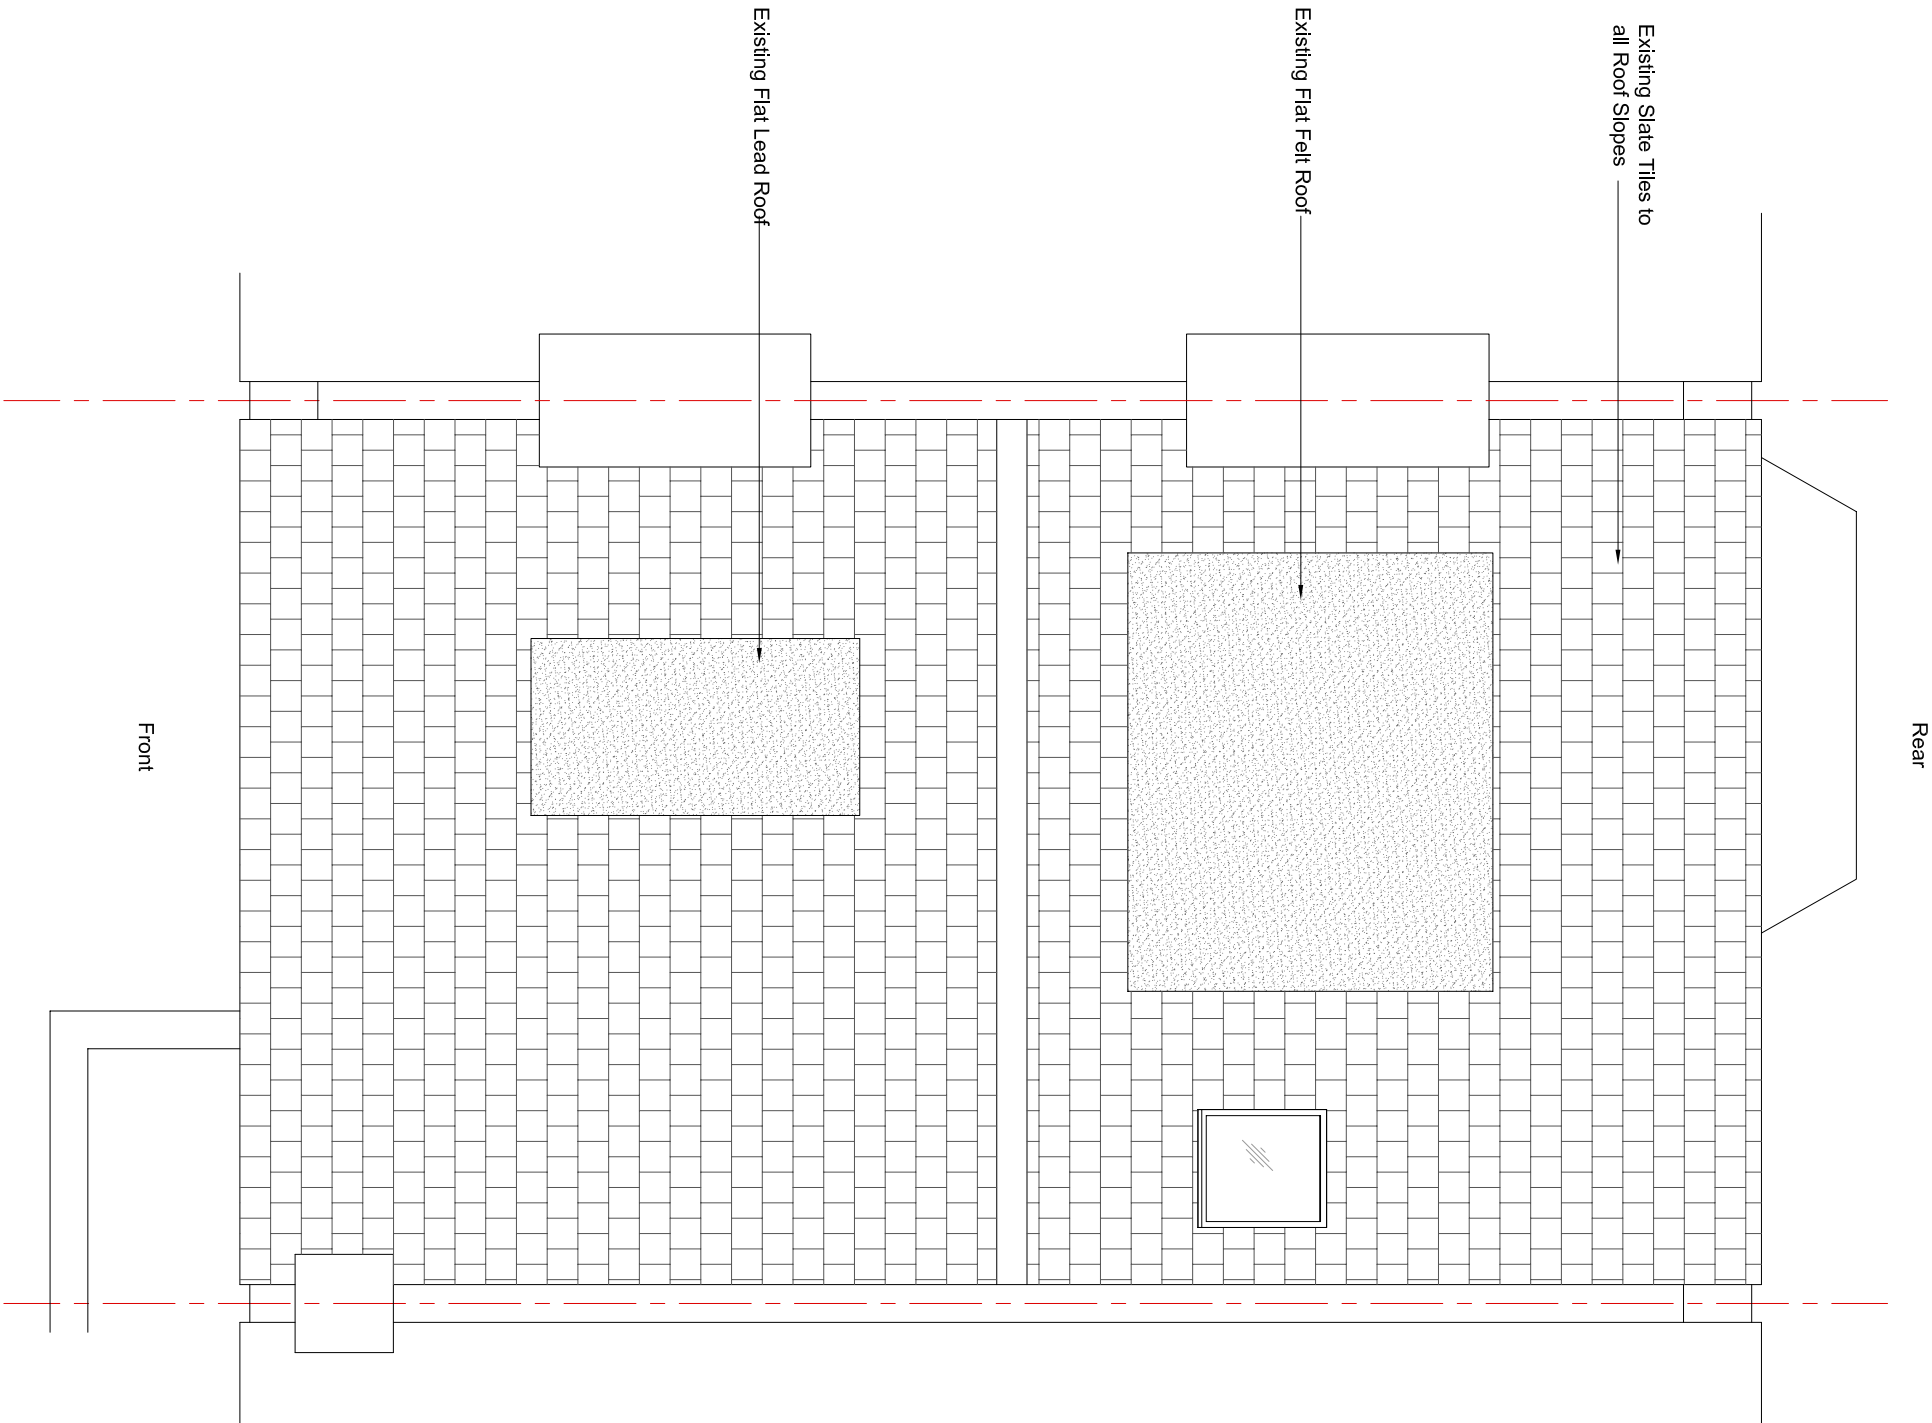 Existing Slate Tiles to
all Roof Slopes
Existing Flat Felt Roof
Existing Flat Lead Roof
Rear
Front